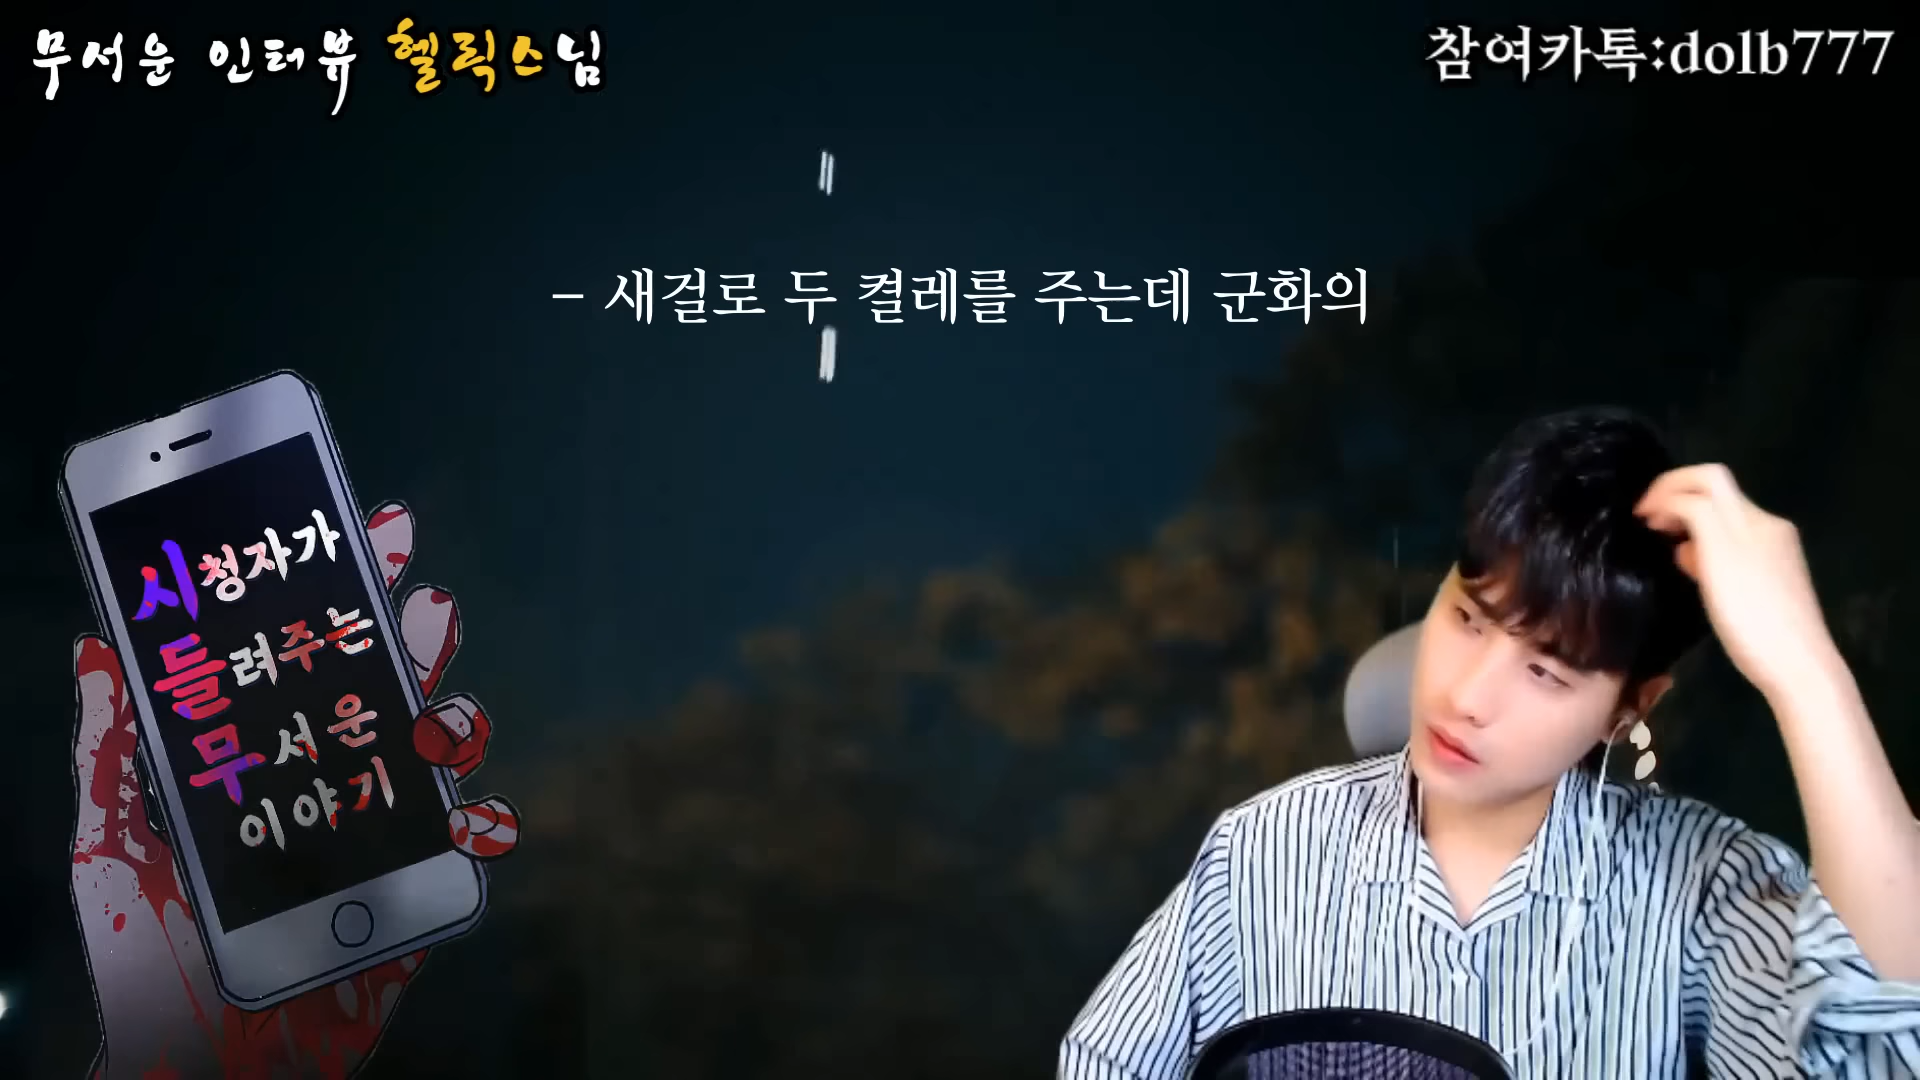 무서운 인터뷰 헬릭스님
참여카톡:dolb777
- 새걸로 두 켤레를 주는데 군화의
시청자가
들려주는
무서운
이야기